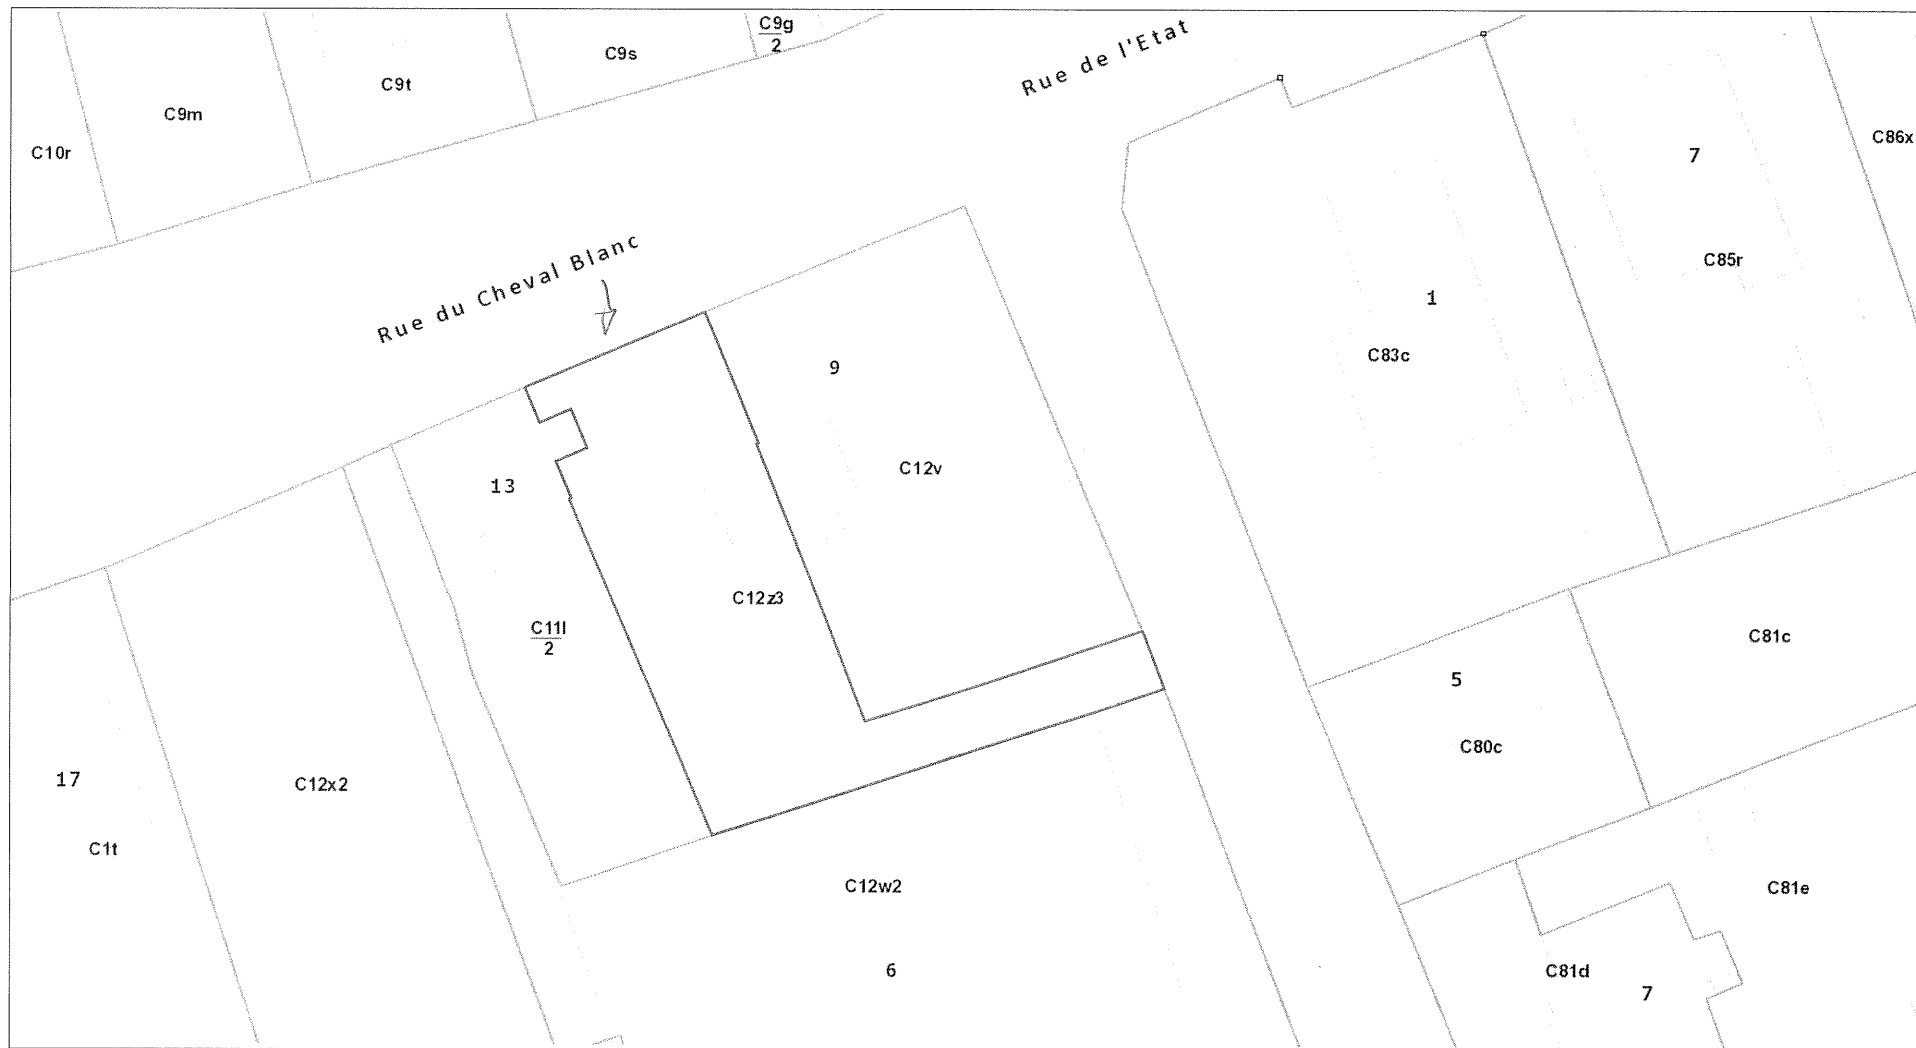 C9g
2
Rue de l'Etat
C9s
C9t
C9m
C10r
C86x
7
C85r
Rue du Cheval Blanc
1
C83c
9
C12v
13
C12z3
C11l
2
C81c
5
C80c
17
C12x2
C1t
C12w2
C81e
6
C81d
7